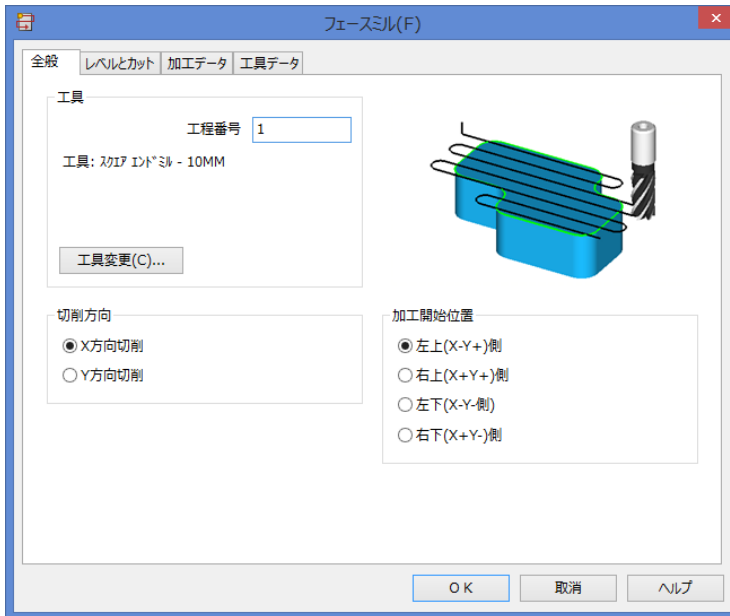 フェースミル(F)
全般
レベルとカット
加工データ
工具データ
工具
工程番号 1
工具: ｽｸｴｱ ｴﾝﾄﾞﾐﾙ - 10MM
工具変更(C)...
切削方向
X方向切削
Y方向切削
加工開始位置
左上(X-Y+)側
右上(X+Y+)側
左下(X-Y-側)
右下(X+Y-)側
ＯＫ
取消
ヘルプ